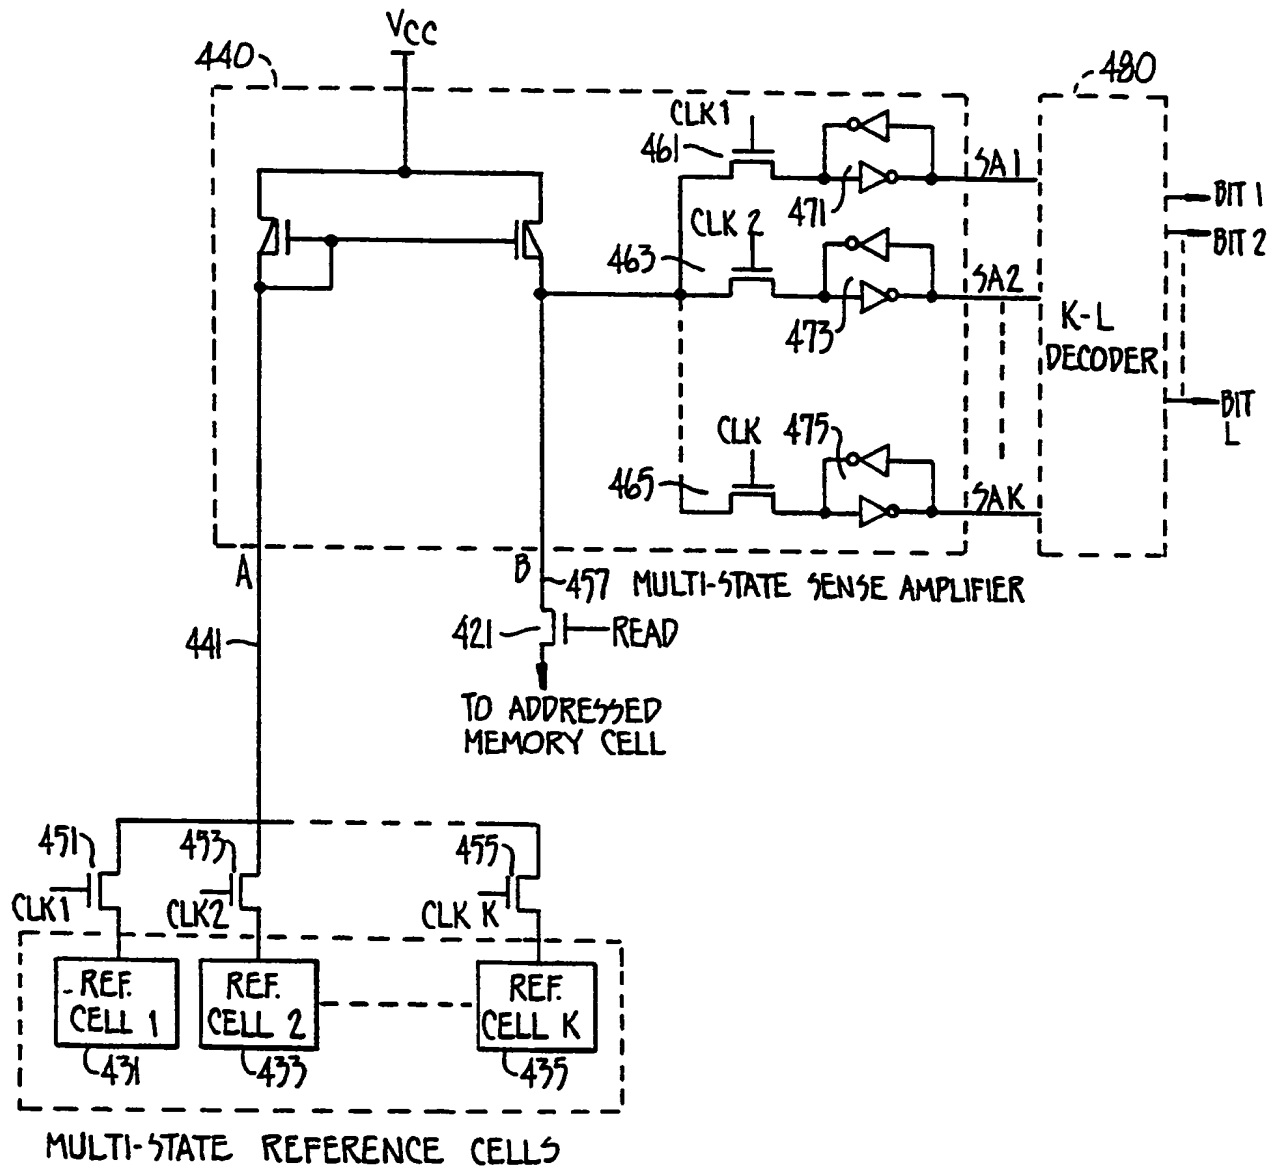 VCC
440
480
CLK1
461
SA1
471
BIT 1
CLK 2
BIT 2
463
SA2
473
K-L
DECODER
BIT
L
CLK
475
465
SAK
A
B
457
MULTI-STATE SENSE AMPLIFIER
421
READ
441
TO ADDRESSED
MEMORY CELL
451
453
455
CLK1
CLK2
CLK K
REF.
CELL 1
REF.
CELL 2
REF.
CELL K
431
433
435
MULTI-STATE REFERENCE CELLS